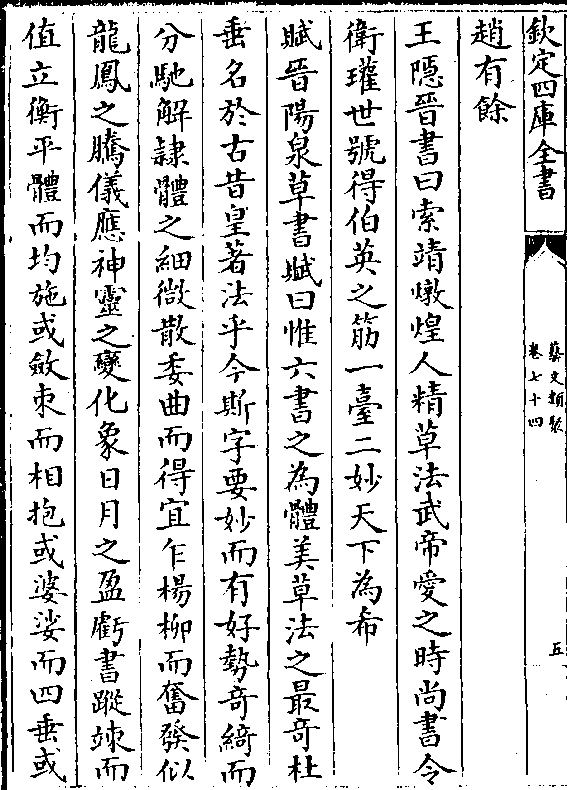 欽定四庫全書
藝文類聚
卷七十四
五
趙有餘
王隱晉書曰索靖燉煌人精草法武帝愛之時尚書令
衛瓘世號得伯英之筋一臺二妙天下為希
賦晉陽泉草書賦曰惟六書之為體美草法之最奇杜
垂名於古昔皇著法乎今斯字要妙而有好勢奇綺而
分馳解隸體之細微散委曲而得宜乍楊柳而奮發似
龍鳳之騰儀應神靈之變化象日月之盈虧書蹤竦而
值立衡平體而均施或斂束而相抱或婆娑而四垂或